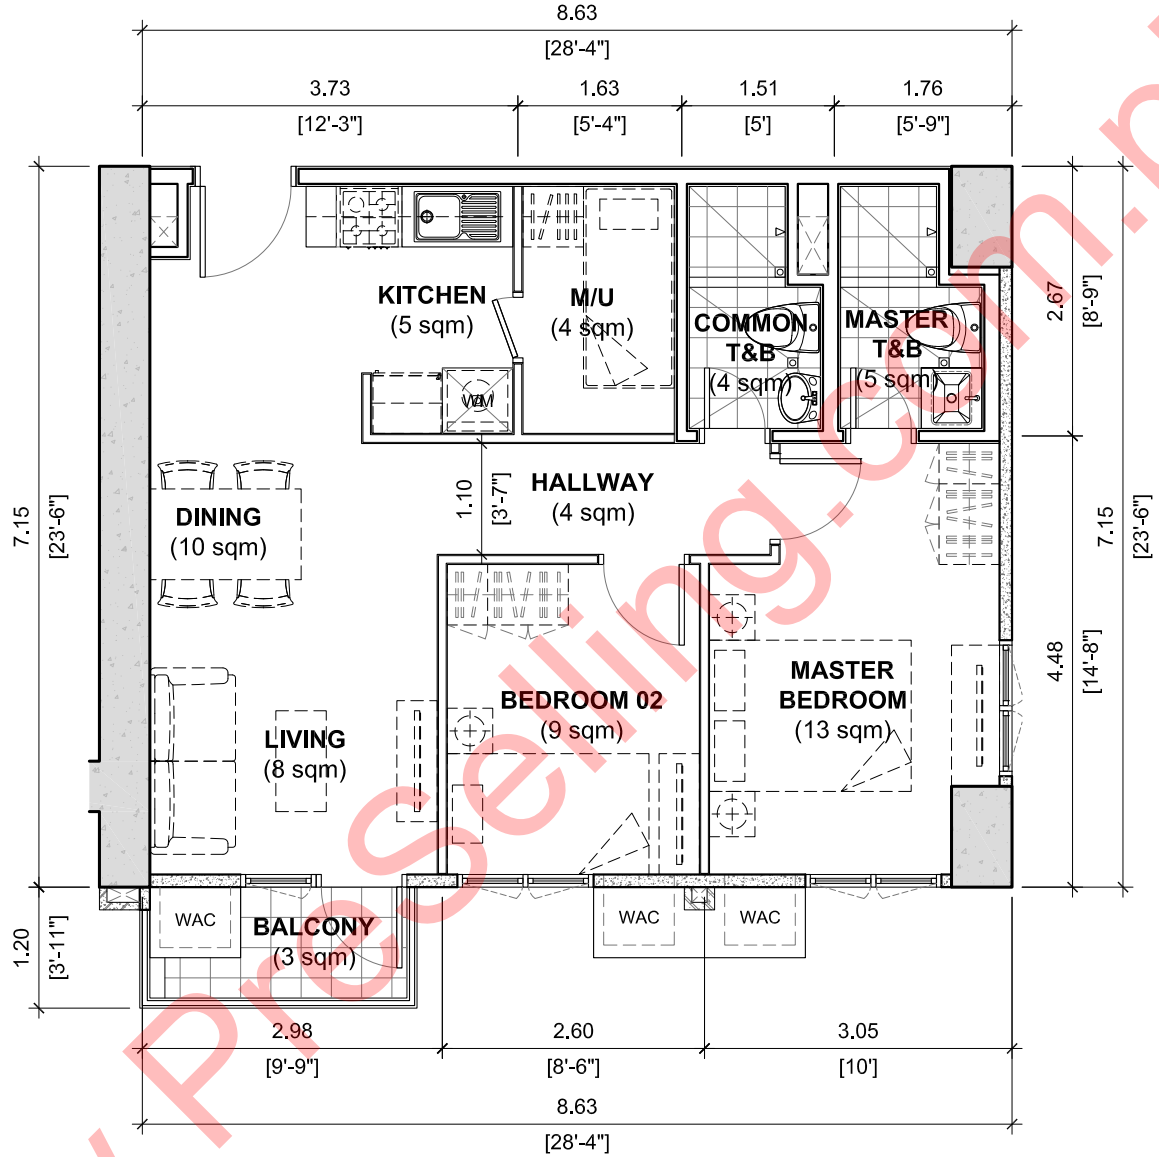 8.63
[28'-4"]
3.73 1.63 1.51 1.76
[12'-3"] [5'-4"] [5'] [5'-9"]
KITCHEN
(5 sqm)
M/U
(4 sqm)
COMMON
T&B
(4 sqm)
MASTER
T&B
(5 sqm)
2.67
[8'-9"]
WM
7.15
[23'-6"]
DINING
(10 sqm)
1.10
[3'-7"]
HALLWAY
(4 sqm)
7.15
[23'-6"]
4.48
[14'-8"]
LIVING
(8 sqm)
BEDROOM 02
(9 sqm)
MASTER
BEDROOM
(13 sqm)
WAC
BALCONY
(3 sqm)
WAC
WAC
1.20
[3'-11"]
2.98 2.60 3.05
[9'-9"] [8'-6"] [10']
8.63
[28'-4"]
PreSelling.com.p